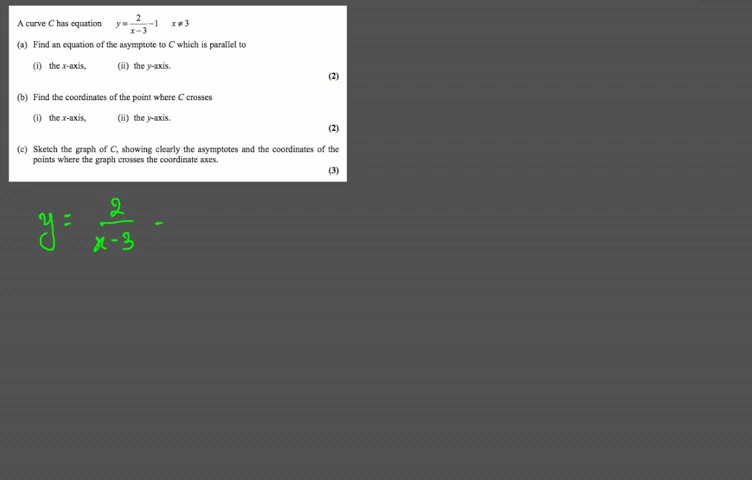 A curve C has equation y = 2/(x−3) − 1 x ≠ 3
(a) Find an equation of the asymptote to C which is parallel to
(i) the x-axis, (ii) the y-axis.
(2)
(b) Find the coordinates of the point where C crosses
(i) the x-axis, (ii) the y-axis.
(2)
(c) Sketch the graph of C, showing clearly the asymptotes and the coordinates of the
points where the graph crosses the coordinate axes.
(3)
y = 2/(x-3) -